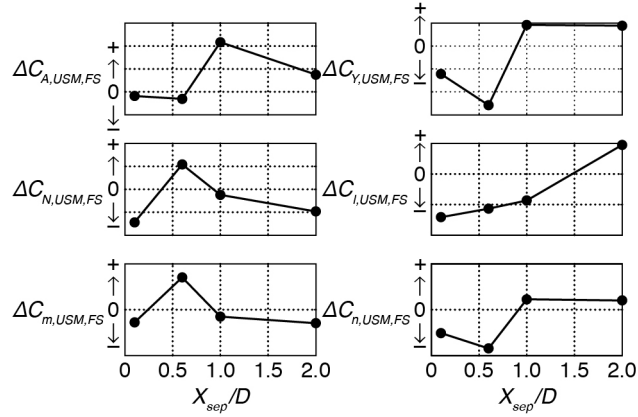 +
ΔC_A,USM,FS
0
−
+
ΔC_Y,USM,FS
0
−
+
ΔC_N,USM,FS
0
−
+
ΔC_l,USM,FS
0
−
+
ΔC_m,USM,FS
0
−
+
ΔC_n,USM,FS
0
−
0 0.5 1.0 1.5 2.0
X_sep/D
0 0.5 1.0 1.5 2.0
X_sep/D